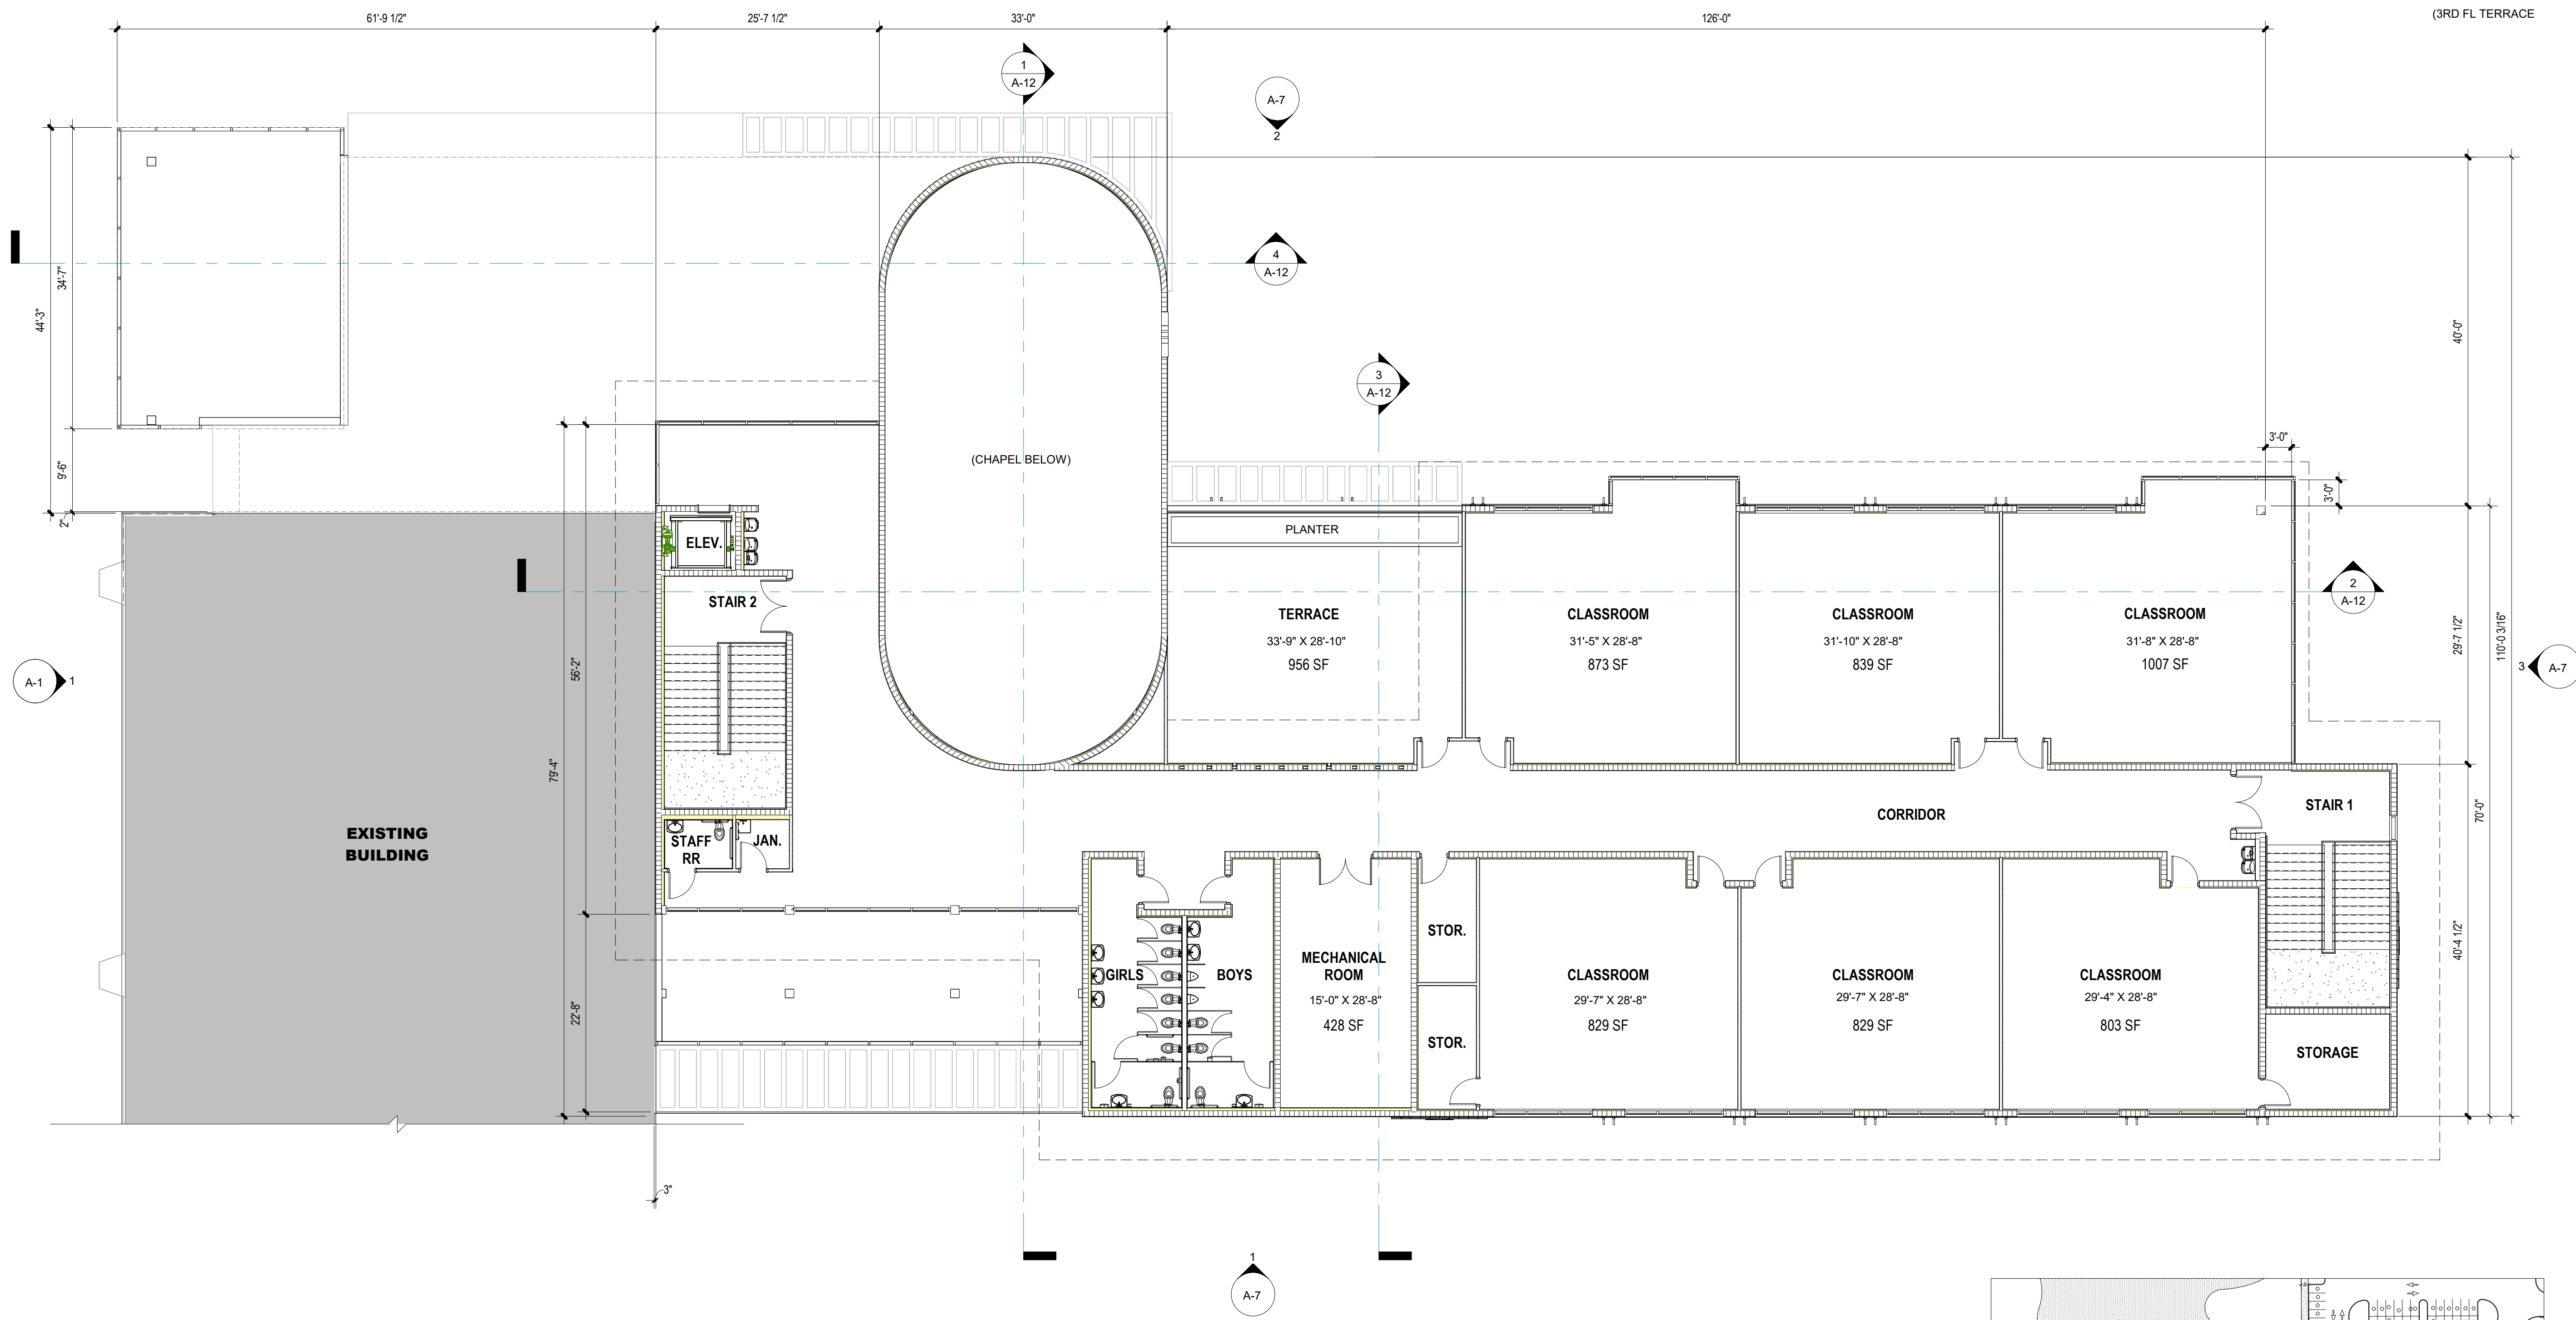 61'-9 1/2"
25'-7 1/2"
33'-0"
126'-0"
(3RD FL TERRACE
1
A-12
A-7
2
44'-3"
34'-7"
9'-6"
2"
4
A-12
3
A-12
40'-0"
3'-0"
3'-0"
(CHAPEL BELOW)
PLANTER
ELEV.
STAIR 2
2
A-12
TERRACE
33'-9" X 28'-10"
956 SF
CLASSROOM
31'-5" X 28'-8"
873 SF
CLASSROOM
31'-10" X 28'-8"
839 SF
CLASSROOM
31'-8" X 28'-8"
1007 SF
29'-7 1/2"
110'-0 3/16"
A-1
1
3
A-7
56'-2"
79'-4"
22'-8"
EXISTING
BUILDING
STAFF
RR
JAN.
CORRIDOR
STAIR 1
70'-0"
40'-4 1/2"
GIRLS
BOYS
MECHANICAL
ROOM
15'-0" X 28'-8"
428 SF
STOR.
STOR.
CLASSROOM
29'-7" X 28'-8"
829 SF
CLASSROOM
29'-7" X 28'-8"
829 SF
CLASSROOM
29'-4" X 28'-8"
803 SF
STORAGE
3"
1
A-7